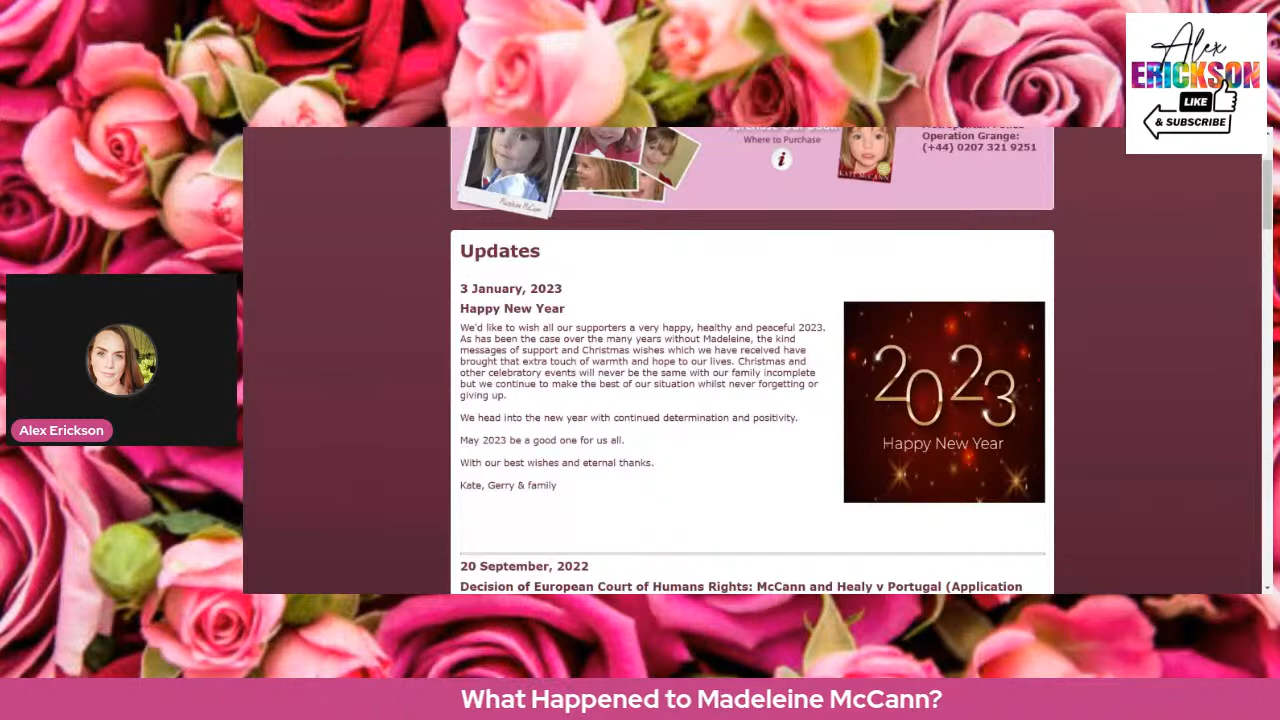 Alex
ERICKSON
LIKE
& SUBSCRIBE
Where to Purchase
i
Madeleine McCann
KATE McCANN
Operation Grange:
(+44) 0207 321 9251
Updates
3 January, 2023
Happy New Year
We'd like to wish all our supporters a very happy, healthy and peaceful 2023.
As has been the case over the many years without Madeleine, the kind
messages of support and Christmas wishes which we have received have
brought that extra touch of warmth and hope to our lives. Christmas and
other celebratory events will never be the same with our family incomplete
but we continue to make the best of our situation whilst never forgetting or
giving up.
We head into the new year with continued determination and positivity.
May 2023 be a good one for us all.
With our best wishes and eternal thanks.
Kate, Gerry & family
2023
Happy New Year
20 September, 2022
Decision of European Court of Humans Rights: McCann and Healy v Portugal (Application
Alex Erickson
What Happened to Madeleine McCann?